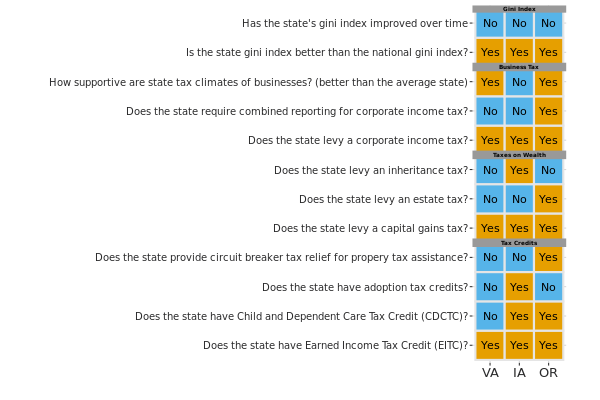 Gini Index
Has the state's gini index improved over time No No No
Is the state gini index better than the national gini index? Yes Yes Yes
Business Tax
How supportive are state tax climates of businesses? (better than the average state) Yes No Yes
Does the state require combined reporting for corporate income tax? No No Yes
Does the state levy a corporate income tax? Yes Yes Yes
Taxes on Wealth
Does the state levy an inheritance tax? No Yes No
Does the state levy an estate tax? No No Yes
Does the state levy a capital gains tax? Yes Yes Yes
Tax Credits
Does the state provide circuit breaker tax relief for propery tax assistance? No No Yes
Does the state have adoption tax credits? No Yes No
Does the state have Child and Dependent Care Tax Credit (CDCTC)? No Yes Yes
Does the state have Earned Income Tax Credit (EITC)? Yes Yes Yes
VA IA OR